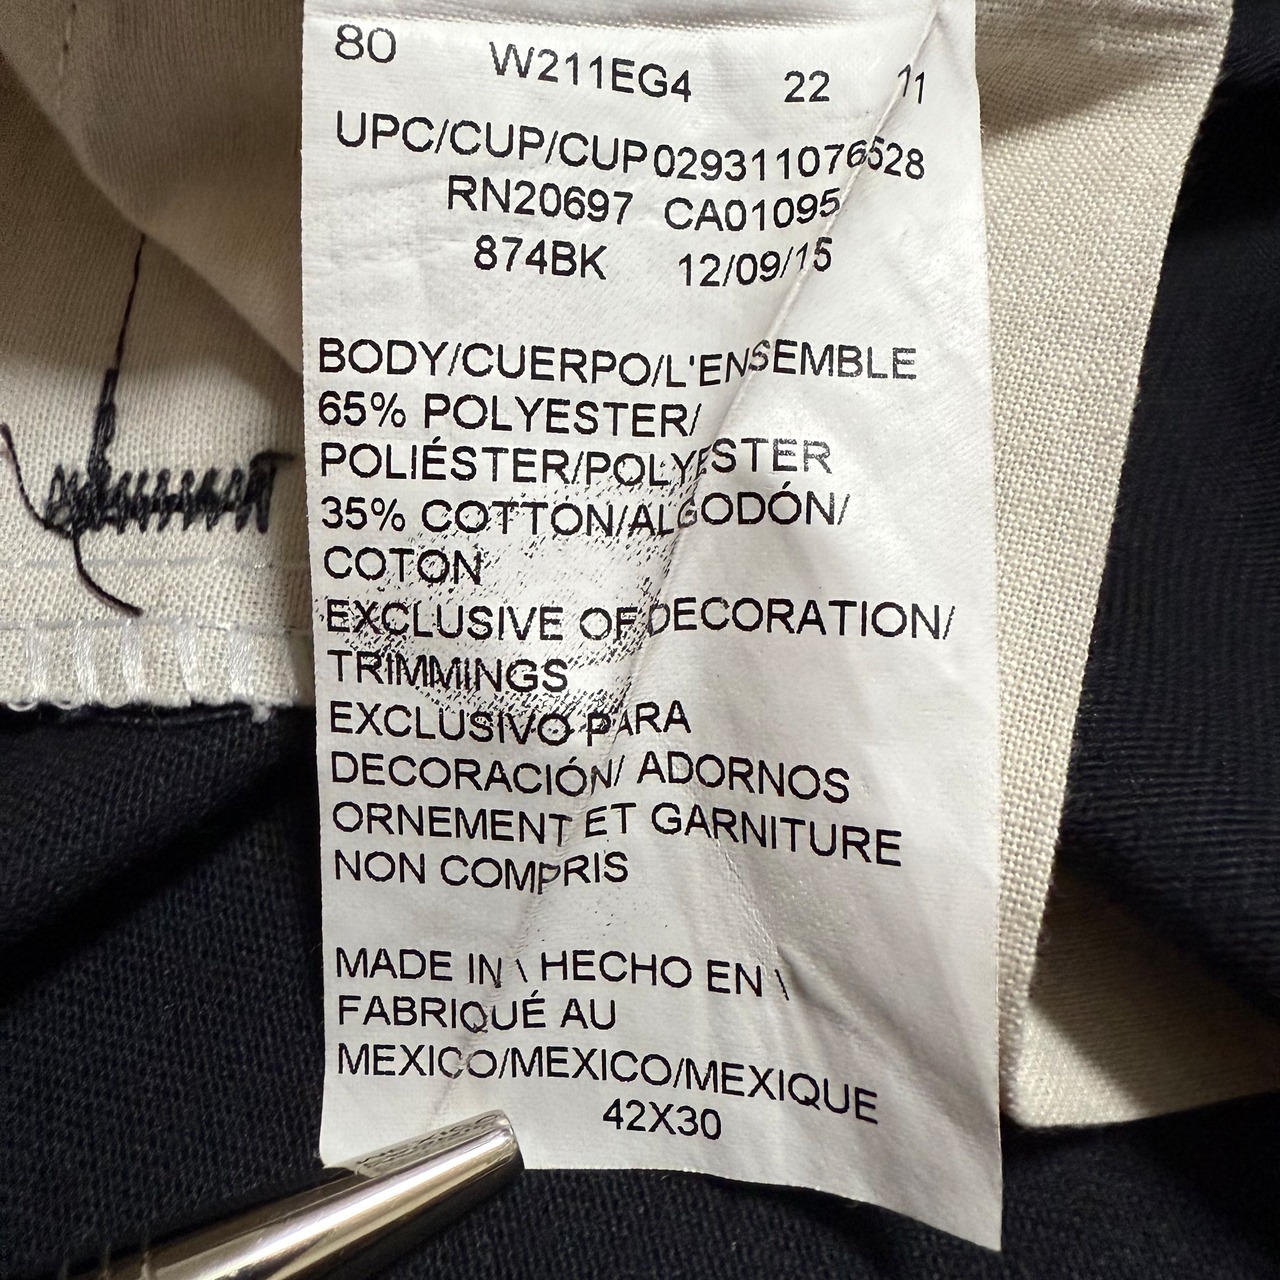 80 W211EG4 22 11
UPC/CUP/CUP029311076528
RN20697 CA01095
874BK 12/09/15
BODY/CUERPO/L'ENSEMBLE
65% POLYESTER/
POLIÉSTER/POLYESTER
35% COTTON/ALGODÓN/
COTON
EXCLUSIVE OF DECORATION/
TRIMMINGS
EXCLUSIVO PARA
DECORACIÓN/ ADORNOS
ORNEMENT ET GARNITURE
NON COMPRIS
MADE IN \ HECHO EN \
FABRIQUÉ AU
MEXICO/MEXICO/MEXIQUE
42X30